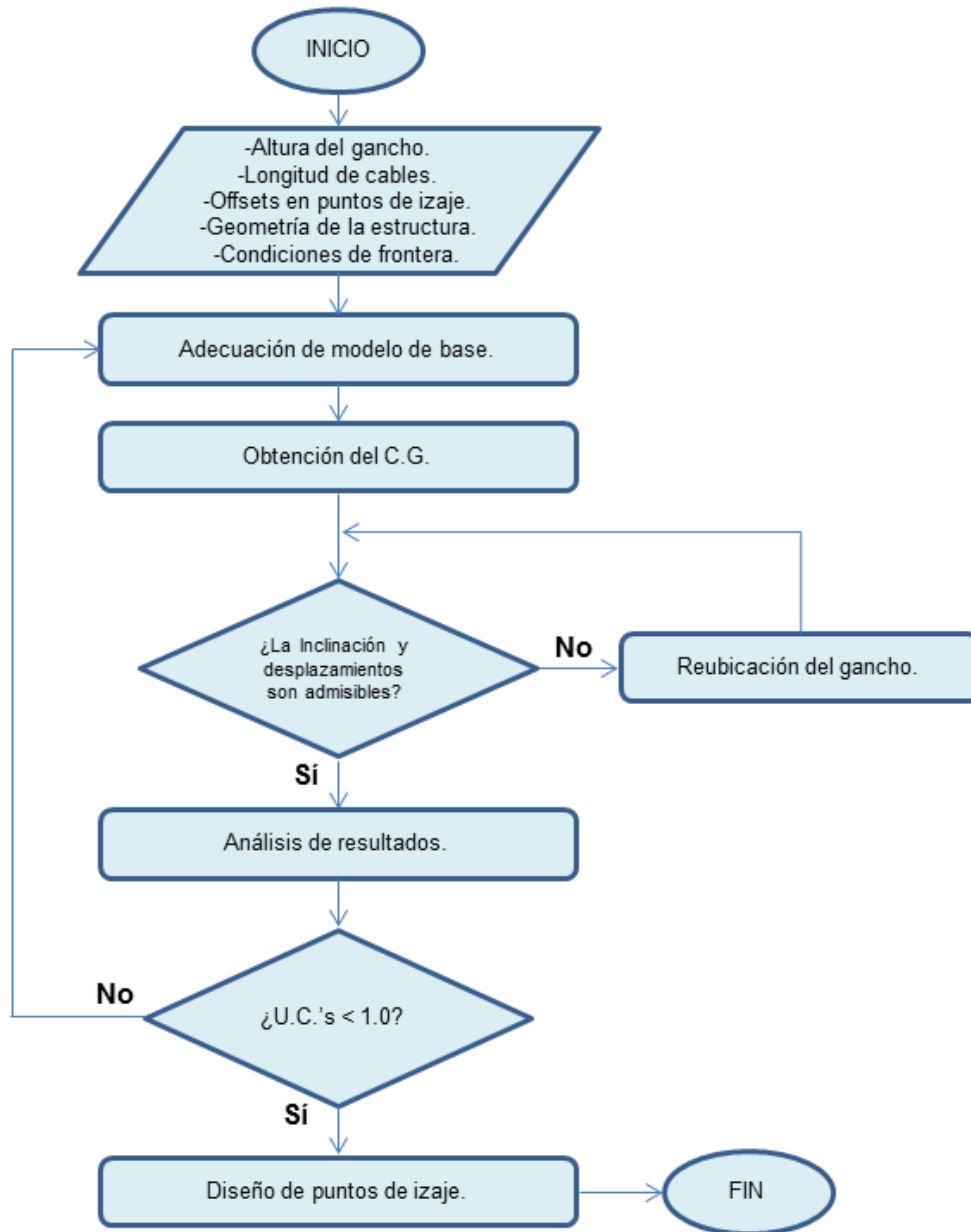 INICIO
-Altura del gancho.
-Longitud de cables.
-Offsets en puntos de izaje.
-Geometría de la estructura.
-Condiciones de frontera.
Adecuación de modelo de base.
Obtención del C.G.
¿La Inclinación y
desplazamientos
son admisibles?
No
Reubicación del gancho.
Sí
Análisis de resultados.
No
¿U.C.'s < 1.0?
Sí
Diseño de puntos de izaje.
FIN